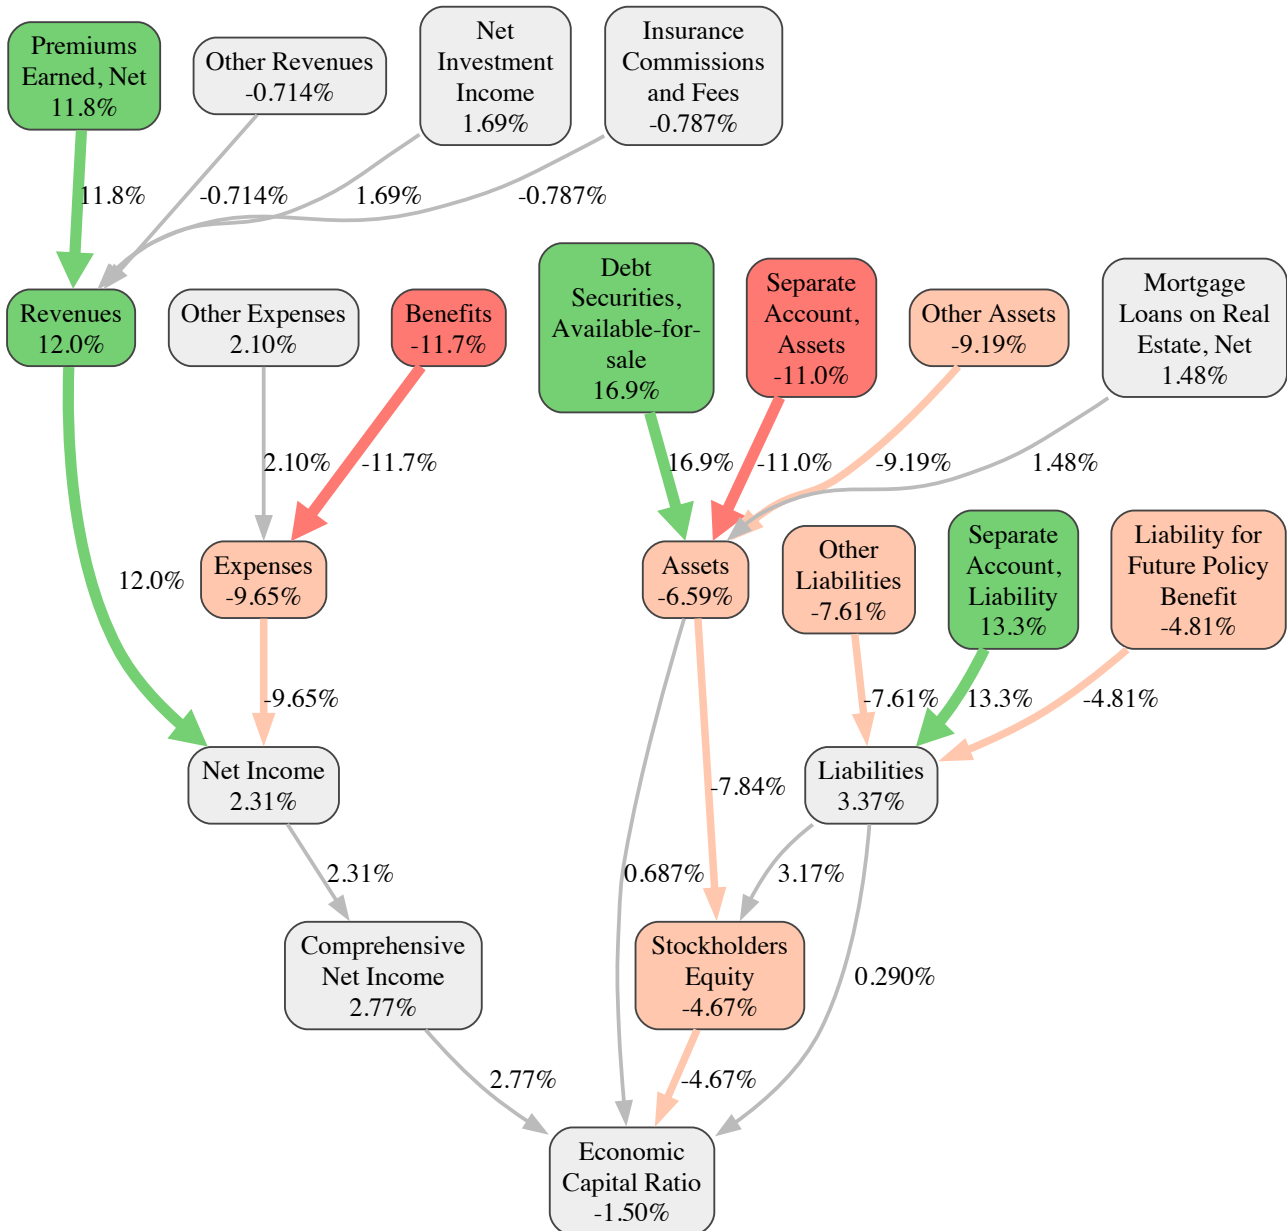 Premiums
Earned, Net
11.8%
Other Revenues
-0.714%
Net
Investment
Income
1.69%
Insurance
Commissions
and Fees
-0.787%
11.8%
-0.714%
1.69%
-0.787%
Revenues
12.0%
Other Expenses
2.10%
Benefits
-11.7%
Debt
Securities,
Available-for-
sale
16.9%
Separate
Account,
Assets
-11.0%
Other Assets
-9.19%
Mortgage
Loans on Real
Estate, Net
1.48%
2.10%
-11.7%
16.9%
-11.0%
-9.19%
1.48%
12.0%
Expenses
-9.65%
Assets
-6.59%
Other
Liabilities
-7.61%
Separate
Account,
Liability
13.3%
Liability for
Future Policy
Benefit
-4.81%
-9.65%
-7.61%
13.3%
-4.81%
Net Income
2.31%
-7.84%
Liabilities
3.37%
2.31%
0.687%
3.17%
Comprehensive
Net Income
2.77%
Stockholders
Equity
-4.67%
0.290%
2.77%
-4.67%
Economic
Capital Ratio
-1.50%